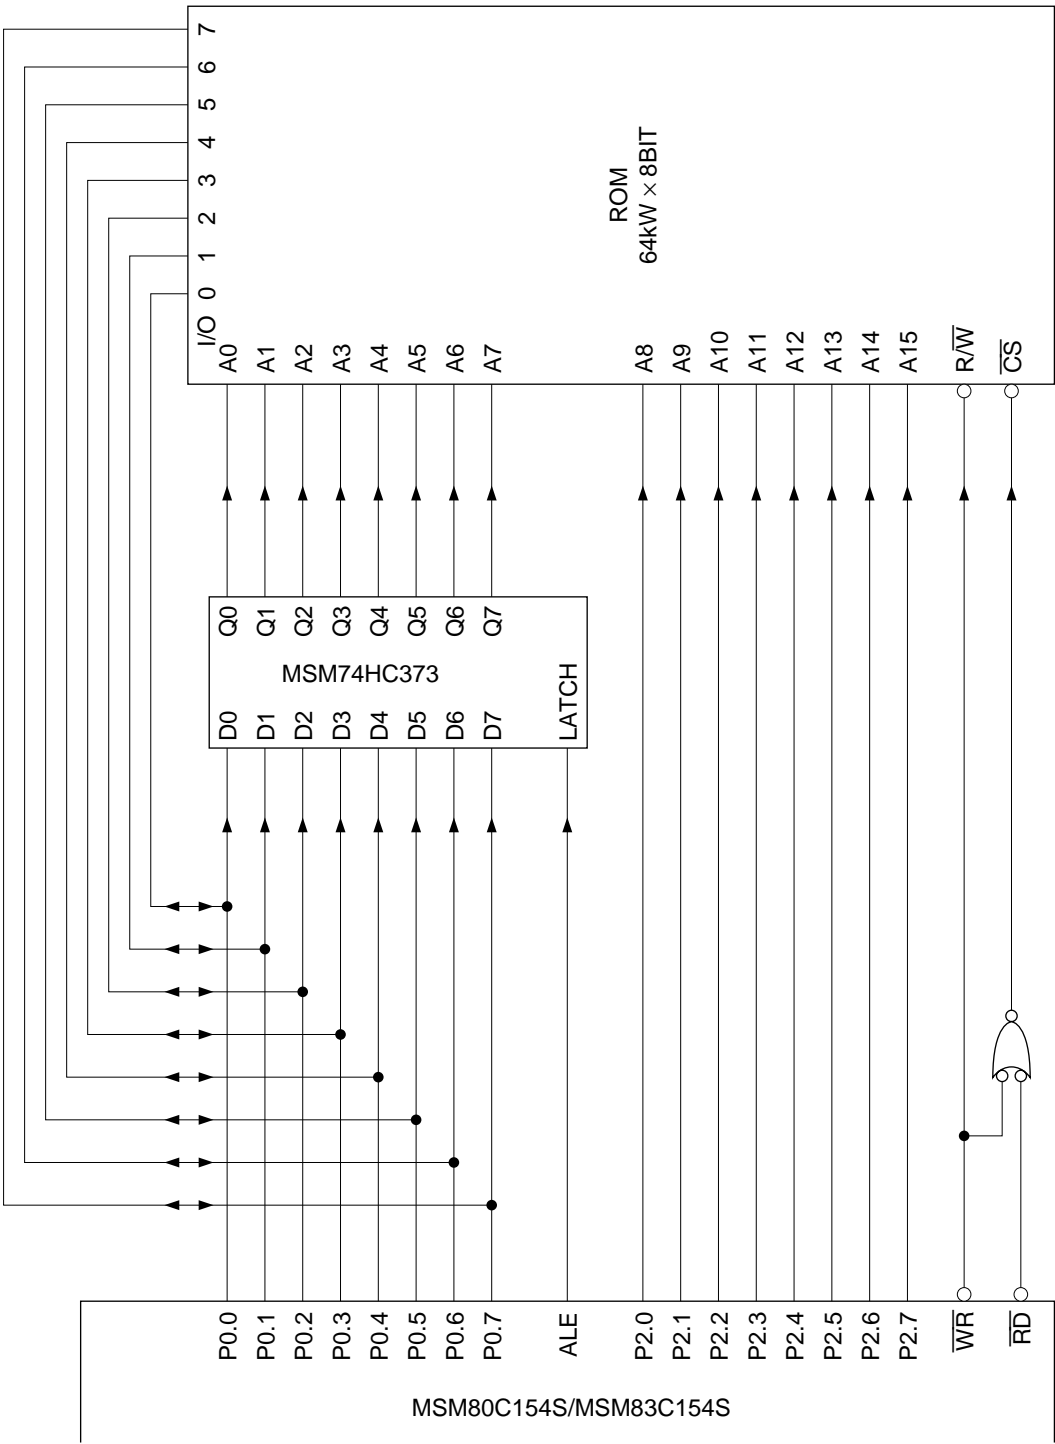 7
6
5
4
3
2
1
0
I/O
ROM
64kW × 8BIT
A0
A1
A2
A3
A4
A5
A6
A7
A8
A9
A10
A11
A12
A13
A14
A15
R/W̅
C̅S̅
Q0
Q1
Q2
Q3
Q4
Q5
Q6
Q7
MSM74HC373
D0
D1
D2
D3
D4
D5
D6
D7
LATCH
P0.0
P0.1
P0.2
P0.3
P0.4
P0.5
P0.6
P0.7
ALE
P2.0
P2.1
P2.2
P2.3
P2.4
P2.5
P2.6
P2.7
W̅R̅
R̅D̅
MSM80C154S/MSM83C154S